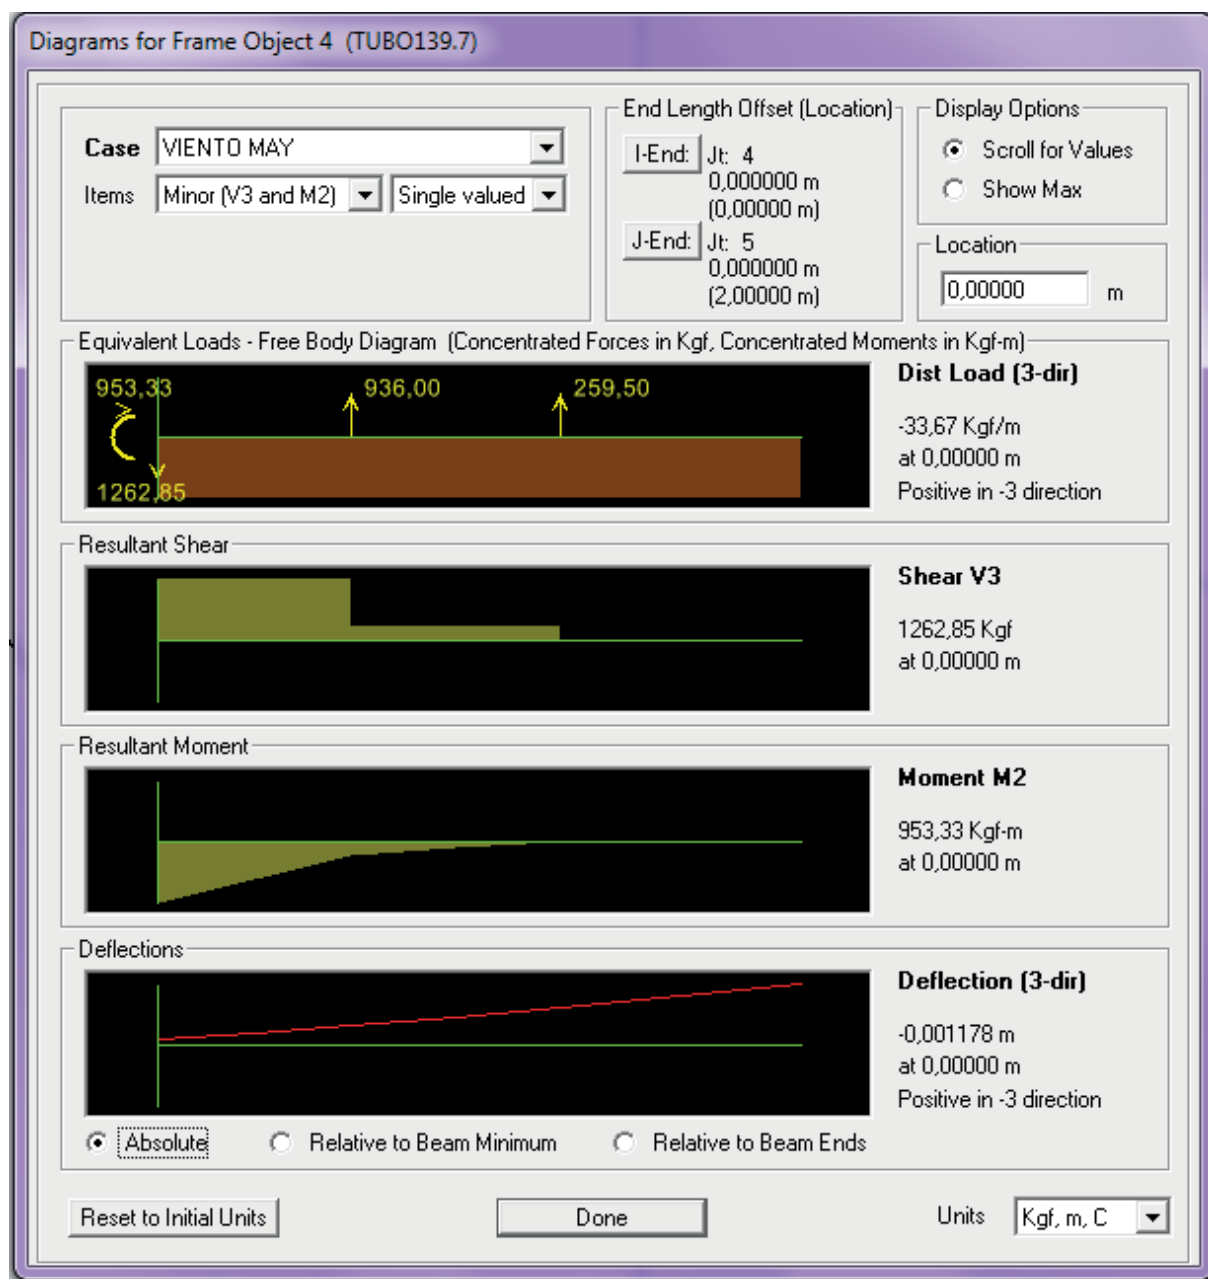 Diagrams for Frame Object 4 (TUBO139.7)
Case VIENTO MAY
Items Minor (V3 and M2) Single valued
End Length Offset (Location)
I-End: Jt: 4
0,000000 m
(0,00000 m)
J-End: Jt: 5
0,000000 m
(2,00000 m)
Display Options
Scroll for Values
Show Max
Location
0,00000 m
Equivalent Loads - Free Body Diagram (Concentrated Forces in Kgf, Concentrated Moments in Kgf-m)
953,33 936,00 259,50
1262,85
Dist Load (3-dir)
-33,67 Kgf/m
at 0,00000 m
Positive in -3 direction
Resultant Shear
Shear V3
1262,85 Kgf
at 0,00000 m
Resultant Moment
Moment M2
953,33 Kgf-m
at 0,00000 m
Deflections
Deflection (3-dir)
-0,001178 m
at 0,00000 m
Positive in -3 direction
Absolute Relative to Beam Minimum Relative to Beam Ends
Reset to Initial Units Done Units Kgf, m, C